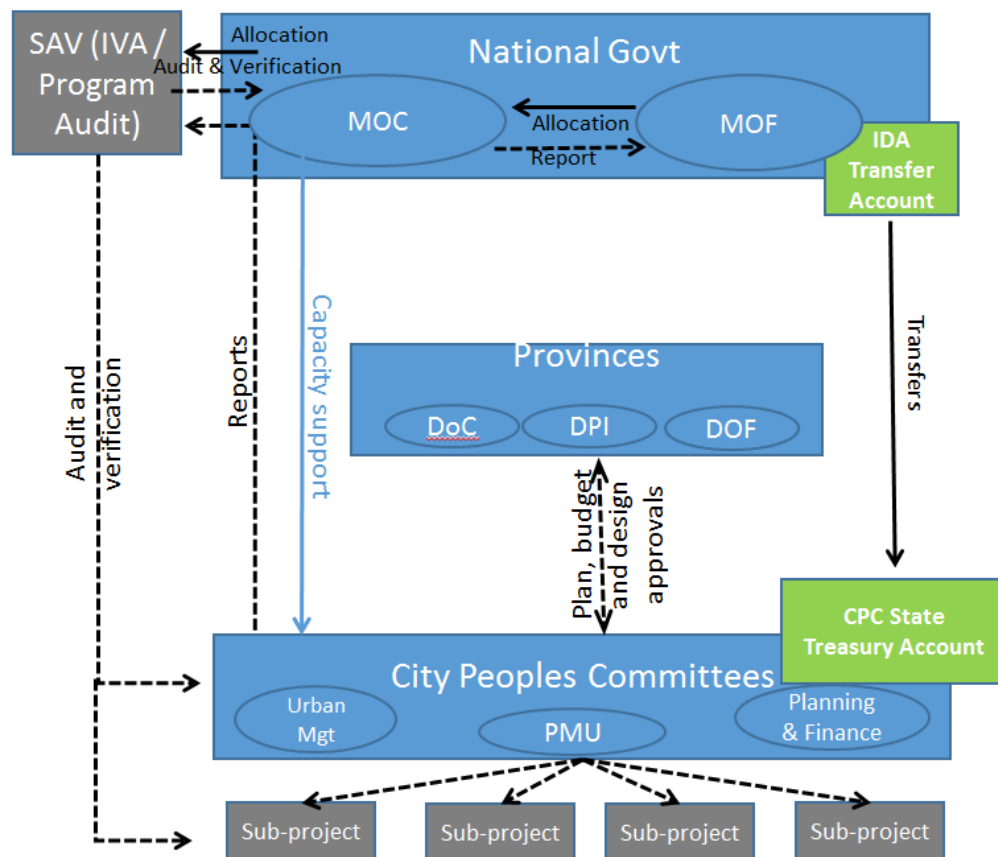 SAV (IVA /
Program
Audit)
Allocation
Audit & Verification
National Govt
MOC
Allocation
Report
MOF
IDA
Transfer
Account
Audit and
verification
Reports
Capacity support
Transfers
Provinces
DoC
DPI
DOF
Plan, budget
and design
approvals
CPC State
Treasury Account
City Peoples Committees
Urban
Mgt
PMU
Planning
& Finance
Sub-project
Sub-project
Sub-project
Sub-project